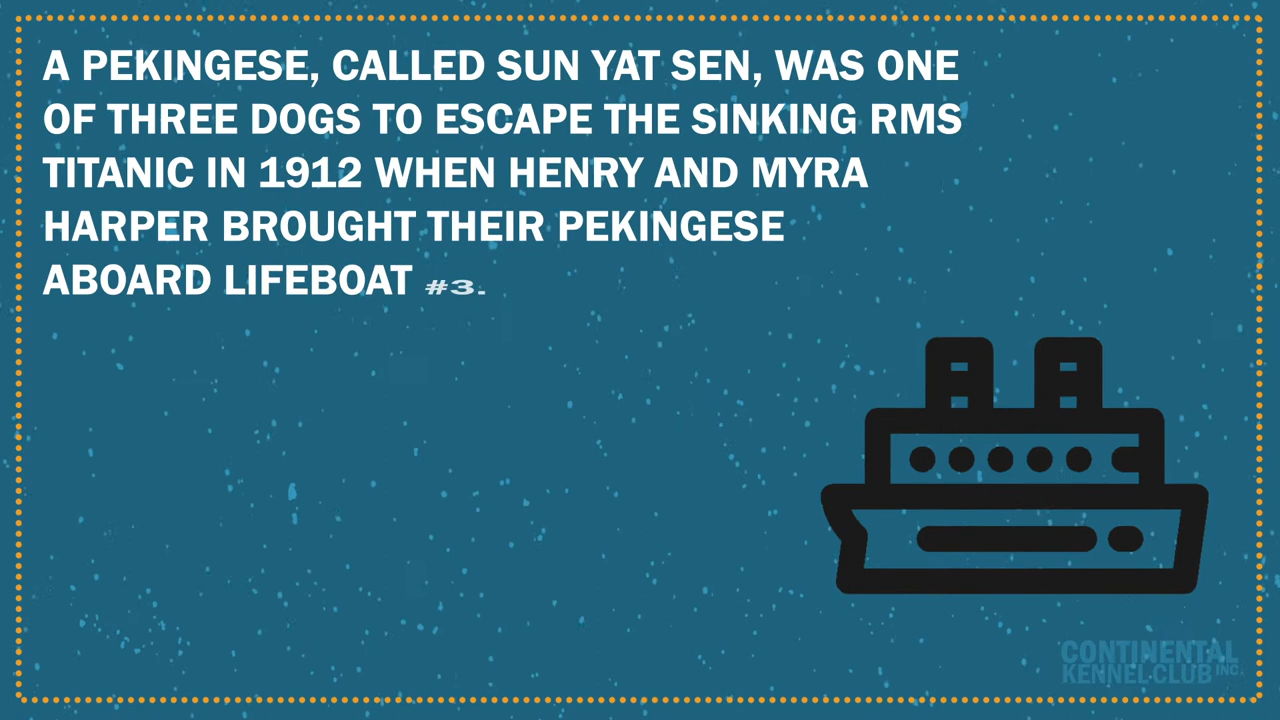 A PEKINGESE, CALLED SUN YAT SEN, WAS ONE
OF THREE DOGS TO ESCAPE THE SINKING RMS
TITANIC IN 1912 WHEN HENRY AND MYRA
HARPER BROUGHT THEIR PEKINGESE
ABOARD LIFEBOAT #3.
CONTINENTAL
KENNEL CLUB INC.